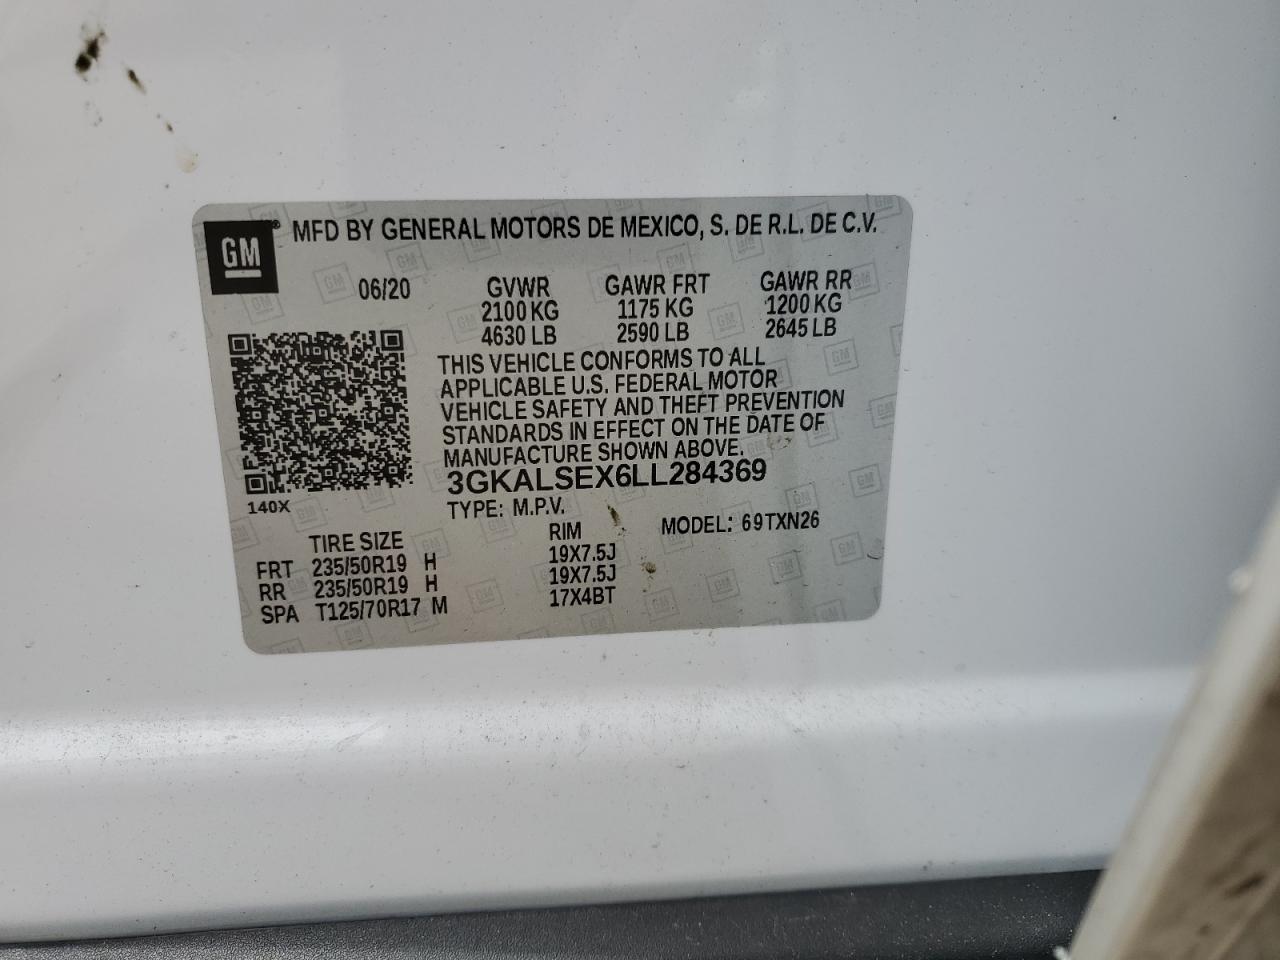 GM® MFD BY GENERAL MOTORS DE MEXICO, S. DE R.L. DE C.V.
06/20 GVWR GAWR FRT GAWR RR
2100 KG 1175 KG 1200 KG
4630 LB 2590 LB 2645 LB
THIS VEHICLE CONFORMS TO ALL
APPLICABLE U.S. FEDERAL MOTOR
VEHICLE SAFETY AND THEFT PREVENTION
STANDARDS IN EFFECT ON THE DATE OF
MANUFACTURE SHOWN ABOVE.
3GKALSEX6LL284369
140X
TYPE: M.P.V. MODEL: 69TXN26
TIRE SIZE RIM
FRT 235/50R19 H 19X7.5J
RR 235/50R19 H 19X7.5J
SPA T125/70R17 M 17X4BT